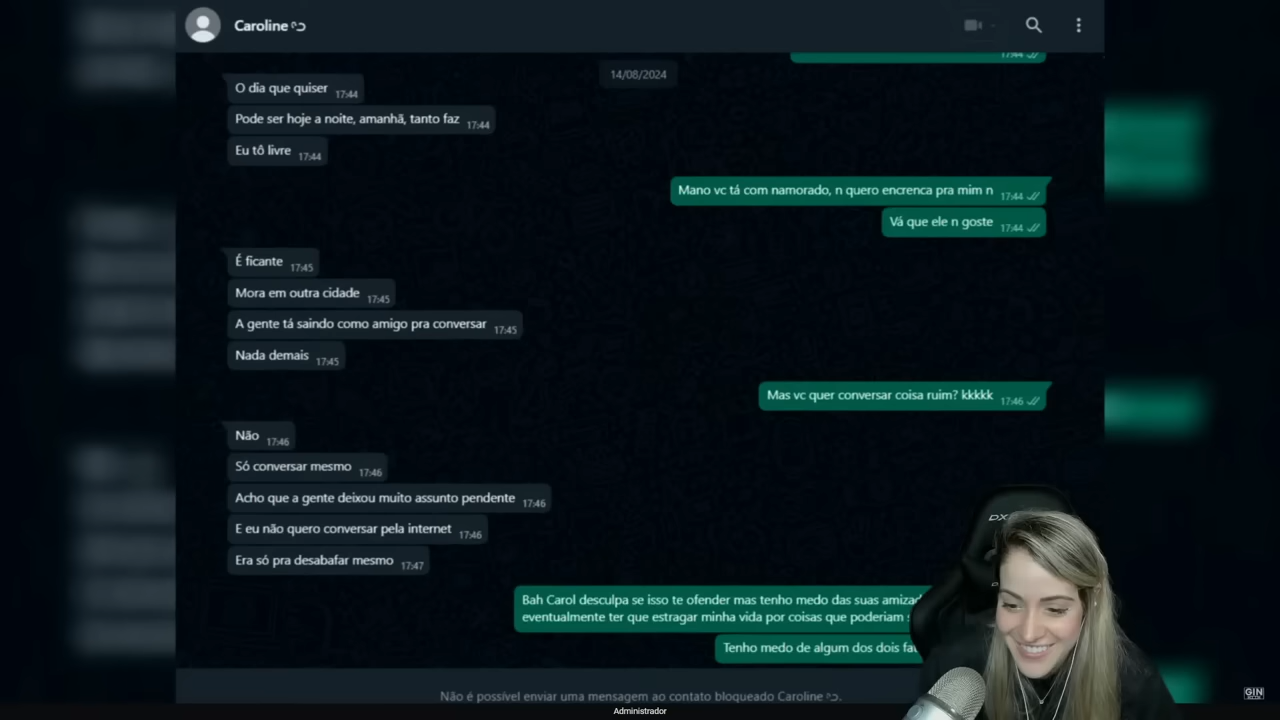 Caroline
17:44
14/08/2024
O dia que quiser 17:44
Pode ser hoje a noite, amanhã, tanto faz 17:44
Eu tô livre 17:44
Mano vc tá com namorado, n quero encrenca pra mim n 17:44
Vá que ele n goste 17:44
É ficante 17:45
Mora em outra cidade 17:45
A gente tá saindo como amigo pra conversar 17:45
Nada demais 17:45
Mas vc quer conversar coisa ruim? kkkkk 17:46
Não 17:46
Só conversar mesmo 17:46
Acho que a gente deixou muito assunto pendente 17:46
E eu não quero conversar pela internet 17:46
Era só pra desabafar mesmo 17:47
Bah Carol desculpa se isso te ofender mas tenho medo das suas
eventualmente ter que estragar minha vida por coisas que poderiam
Tenho medo de algum dos dois
Não é possível enviar uma mensagem ao contato bloqueado Caroline
Administrador
GIN